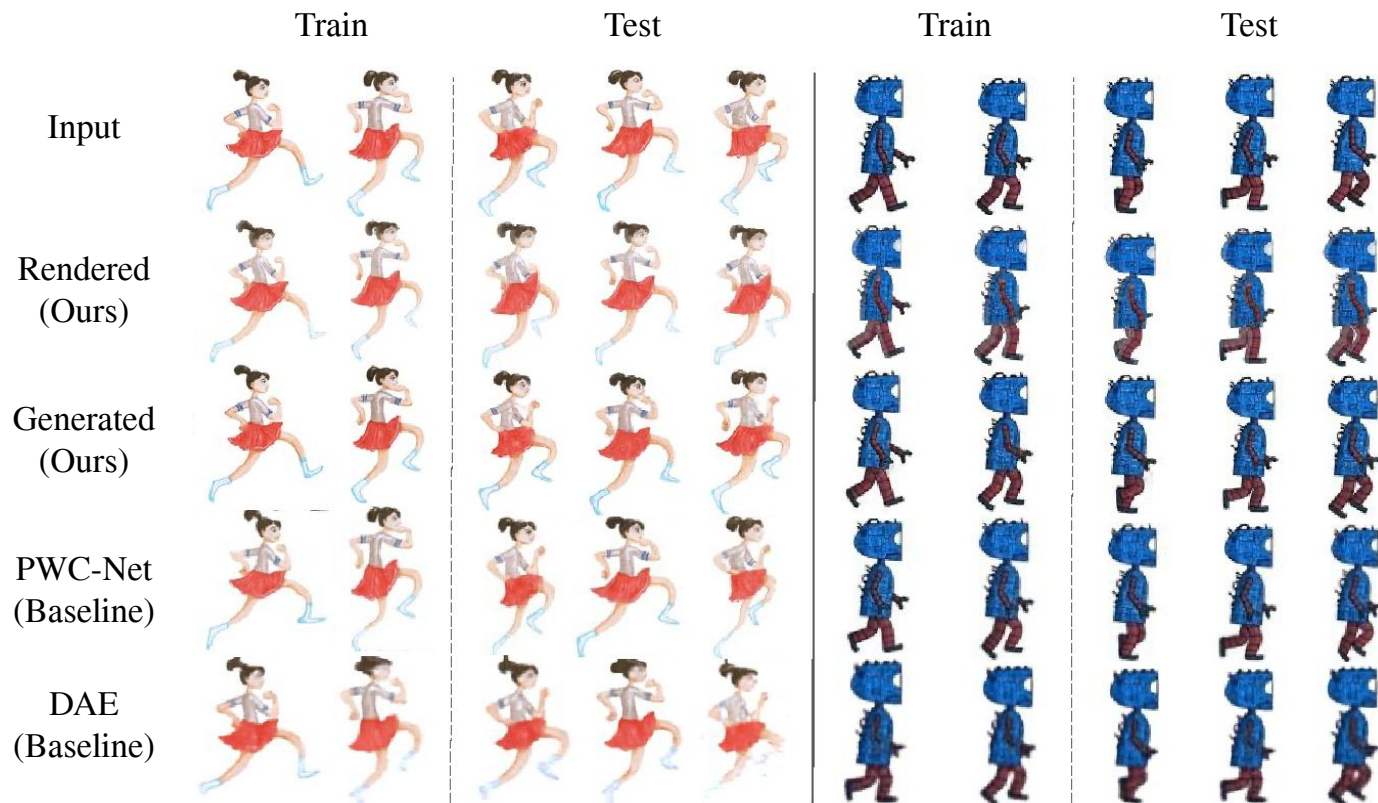 Train Test Train Test
Input
Rendered
(Ours)
Generated
(Ours)
PWC-Net
(Baseline)
DAE
(Baseline)